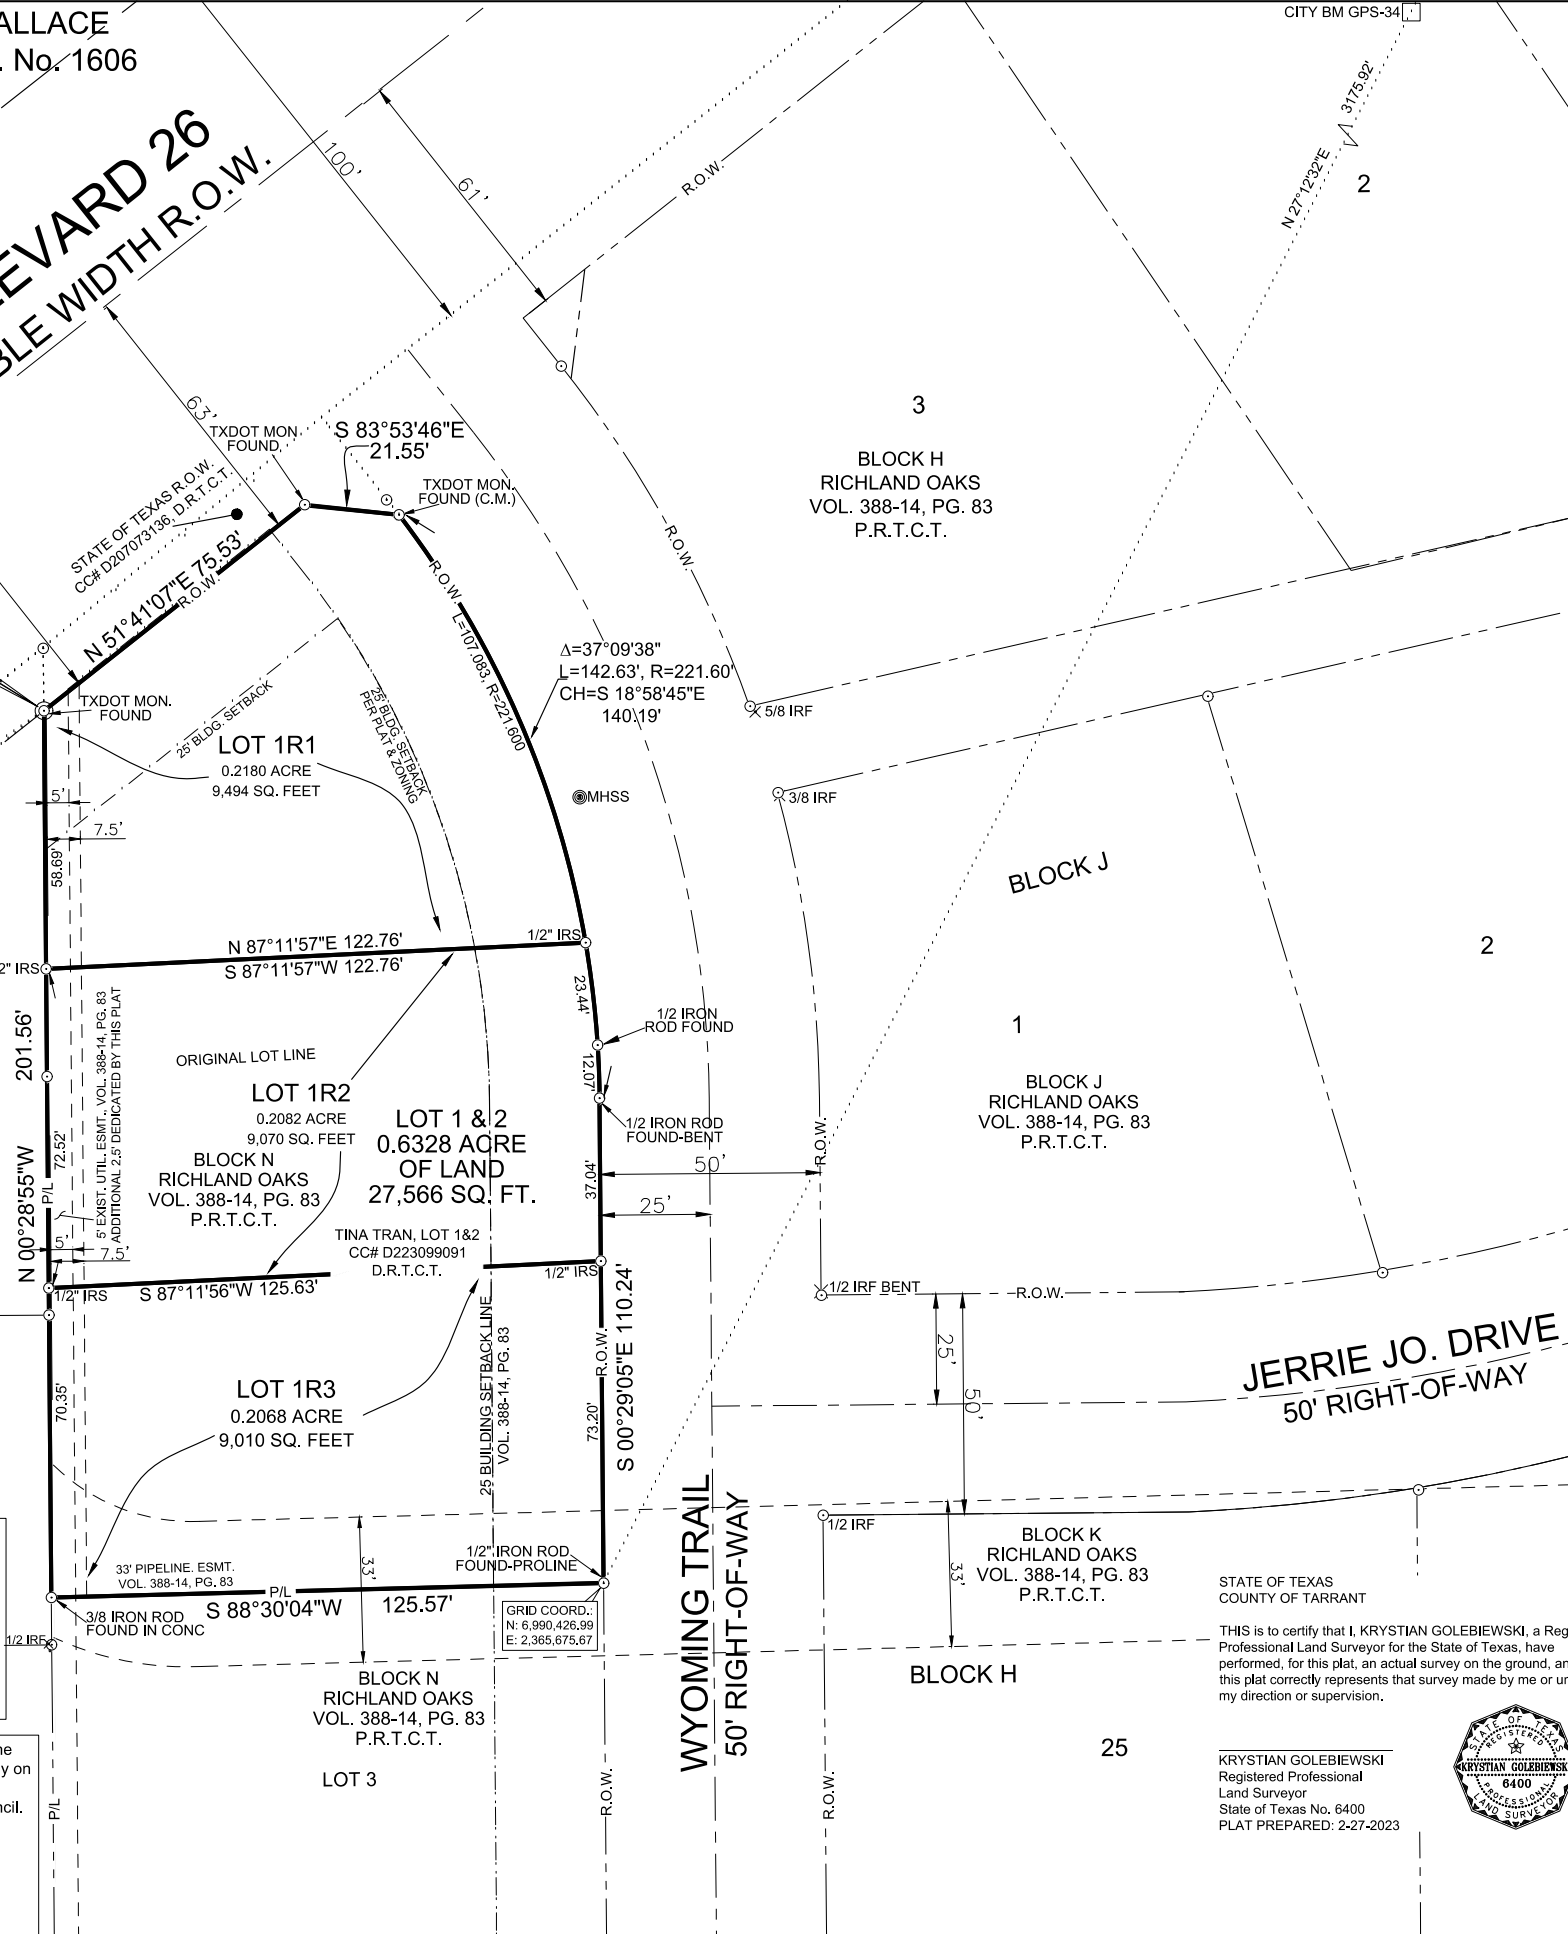 ALLACE
. No. 1606
CITY BM GPS-34
N 27°12'32"E
3175.92'
EVARD 26
BLE WIDTH R.O.W.
100'
61'
63'
R.O.W.
2
3
BLOCK H
RICHLAND OAKS
VOL. 388-14, PG. 83
P.R.T.C.T.
TXDOT MON
FOUND
S 83°53'46"E
21.55'
TXDOT MON.
FOUND (C.M.)
STATE OF TEXAS R.O.W.
CC# D207073136, D.R.T.C.T.
N 51°41'07"E 75.53'
R.O.W.
R.O.W.
L=107.083, R=221.600
R.O.W.
Δ=37°09'38"
L=142.63', R=221.60'
CH=S 18°58'45"E
140.19'
TXDOT MON.
FOUND
25' BLDG. SETBACK
25' BLDG. SETBACK
PER PLAT & ZONING
5/8 IRF
LOT 1R1
0.2180 ACRE
9,494 SQ. FEET
MHSS
3/8 IRF
5'
7.5'
58.69'
BLOCK J
2
N 87°11'57"E 122.76'
S 87°11'57"W 122.76'
1/2" IRS
2" IRS
23.44'
1/2 IRON
ROD FOUND
1
12.07'
201.56'
N 00°28'55"W
5' EXIST. UTIL. ESMT., VOL. 388-14, PG. 83
ADDITIONAL 2.5' DEDICATED BY THIS PLAT
ORIGINAL LOT LINE
LOT 1R2
0.2082 ACRE
9,070 SQ. FEET
LOT 1 & 2
0.6328 ACRE
OF LAND
27,566 SQ. FT.
1/2 IRON ROD
FOUND-BENT
BLOCK J
RICHLAND OAKS
VOL. 388-14, PG. 83
P.R.T.C.T.
BLOCK N
RICHLAND OAKS
VOL. 388-14, PG. 83
P.R.T.C.T.
72.52'
P/L
37.04'
50'
25'
R.O.W.
TINA TRAN, LOT 1&2
CC# D223099091
D.R.T.C.T.
5'
7.5'
1/2" IRS
S 87°11'56"W 125.63'
1/2" IRS
1/2 IRF BENT
R.O.W.
25'
50'
JERRIE JO. DRIVE
50' RIGHT-OF-WAY
25 BUILDING SETBACK LINE
VOL. 388-14, PG. 83
R.O.W.
S 00°29'05"E 110.24'
73.20'
70.35'
LOT 1R3
0.2068 ACRE
9,010 SQ. FEET
WYOMING TRAIL
50' RIGHT-OF-WAY
1/2 IRF
33'
33'
BLOCK K
RICHLAND OAKS
VOL. 388-14, PG. 83
P.R.T.C.T.
33' PIPELINE. ESMT.
VOL. 388-14, PG. 83
1/2" IRON ROD
FOUND-PROLINE
P/L
S 88°30'04"W 125.57'
3/8 IRON ROD
FOUND IN CONC
1/2 IRF
GRID COORD.:
N: 6,990,426.99
E: 2,365,675.67
BLOCK N
RICHLAND OAKS
VOL. 388-14, PG. 83
P.R.T.C.T.
LOT 3
P/L
R.O.W.
R.O.W.
BLOCK H
25
he
y on
ncil.
STATE OF TEXAS
COUNTY OF TARRANT
THIS is to certify that I, KRYSTIAN GOLEBIEWSKI, a Reg
Professional Land Surveyor for the State of Texas, have
performed, for this plat, an actual survey on the ground, an
this plat correctly represents that survey made by me or un
my direction or supervision.
KRYSTIAN GOLEBIEWSKI
Registered Professional
Land Surveyor
State of Texas No. 6400
PLAT PREPARED: 2-27-2023
STATE OF TEXAS
REGISTERED
KRYSTIAN GOLEBIEWSK
6400
PROFESSIONAL
LAND SURVEYOR